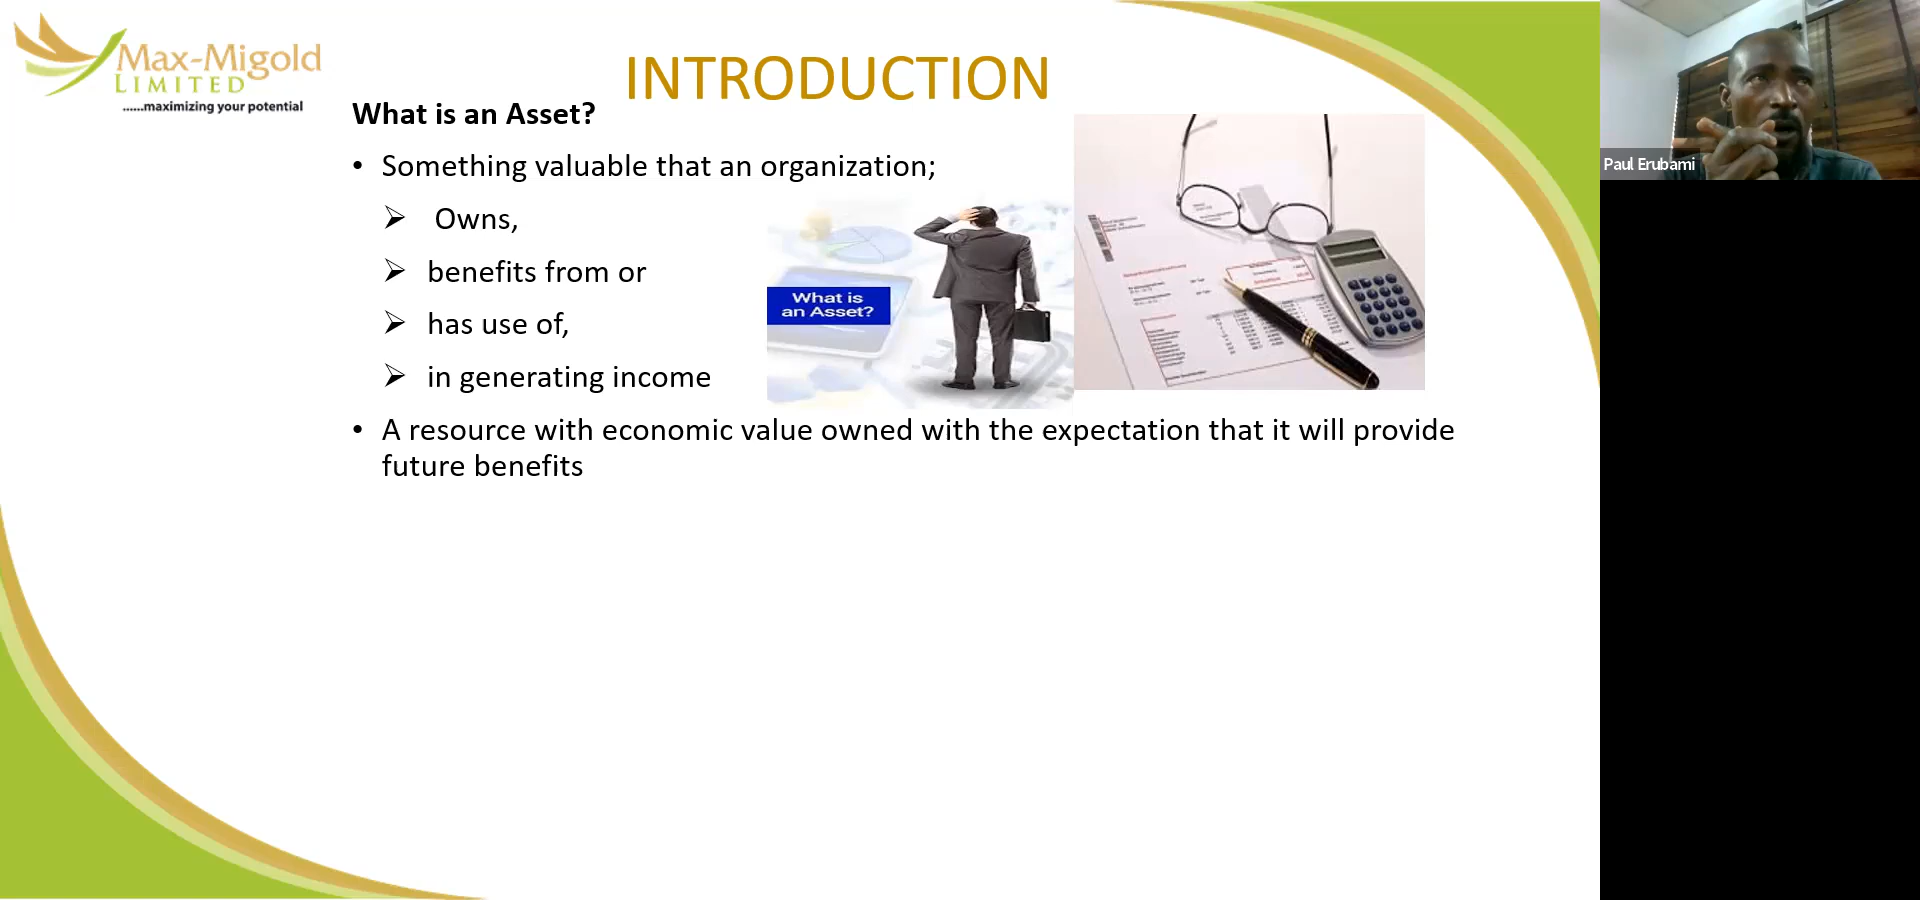 Max-Migold
LIMITED
......maximizing your potential
INTRODUCTION
What is an Asset?
• Something valuable that an organization;
➢ Owns,
➢ benefits from or
➢ has use of,
➢ in generating income
What is
an Asset?
• A resource with economic value owned with the expectation that it will provide
future benefits
Paul Erubami